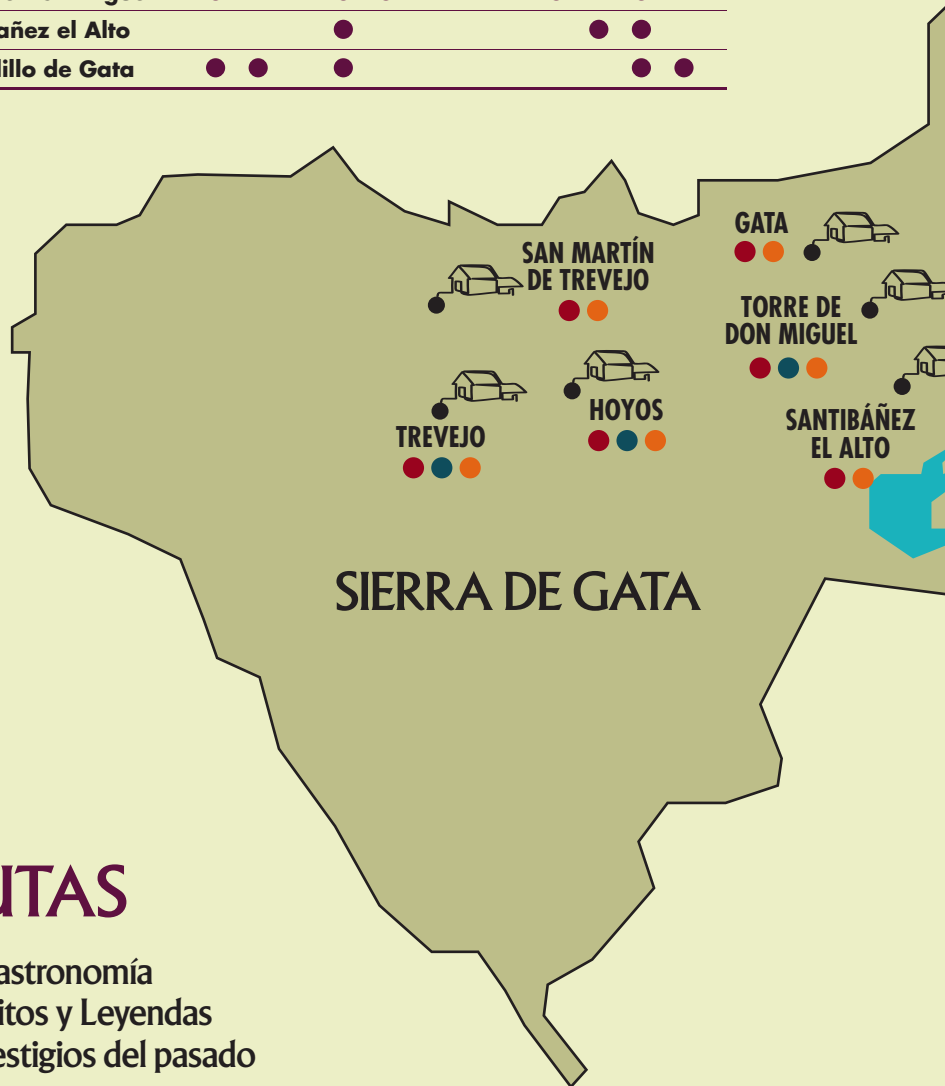 añez el Alto
lillo de Gata
GATA
SAN MARTÍN
DE TREVEJO
TORRE DE
DON MIGUEL
HOYOS
TREVEJO
SANTIBÁÑEZ
EL ALTO
SIERRA DE GATA
UTAS
astronomía
itos y Leyendas
estigios del pasado